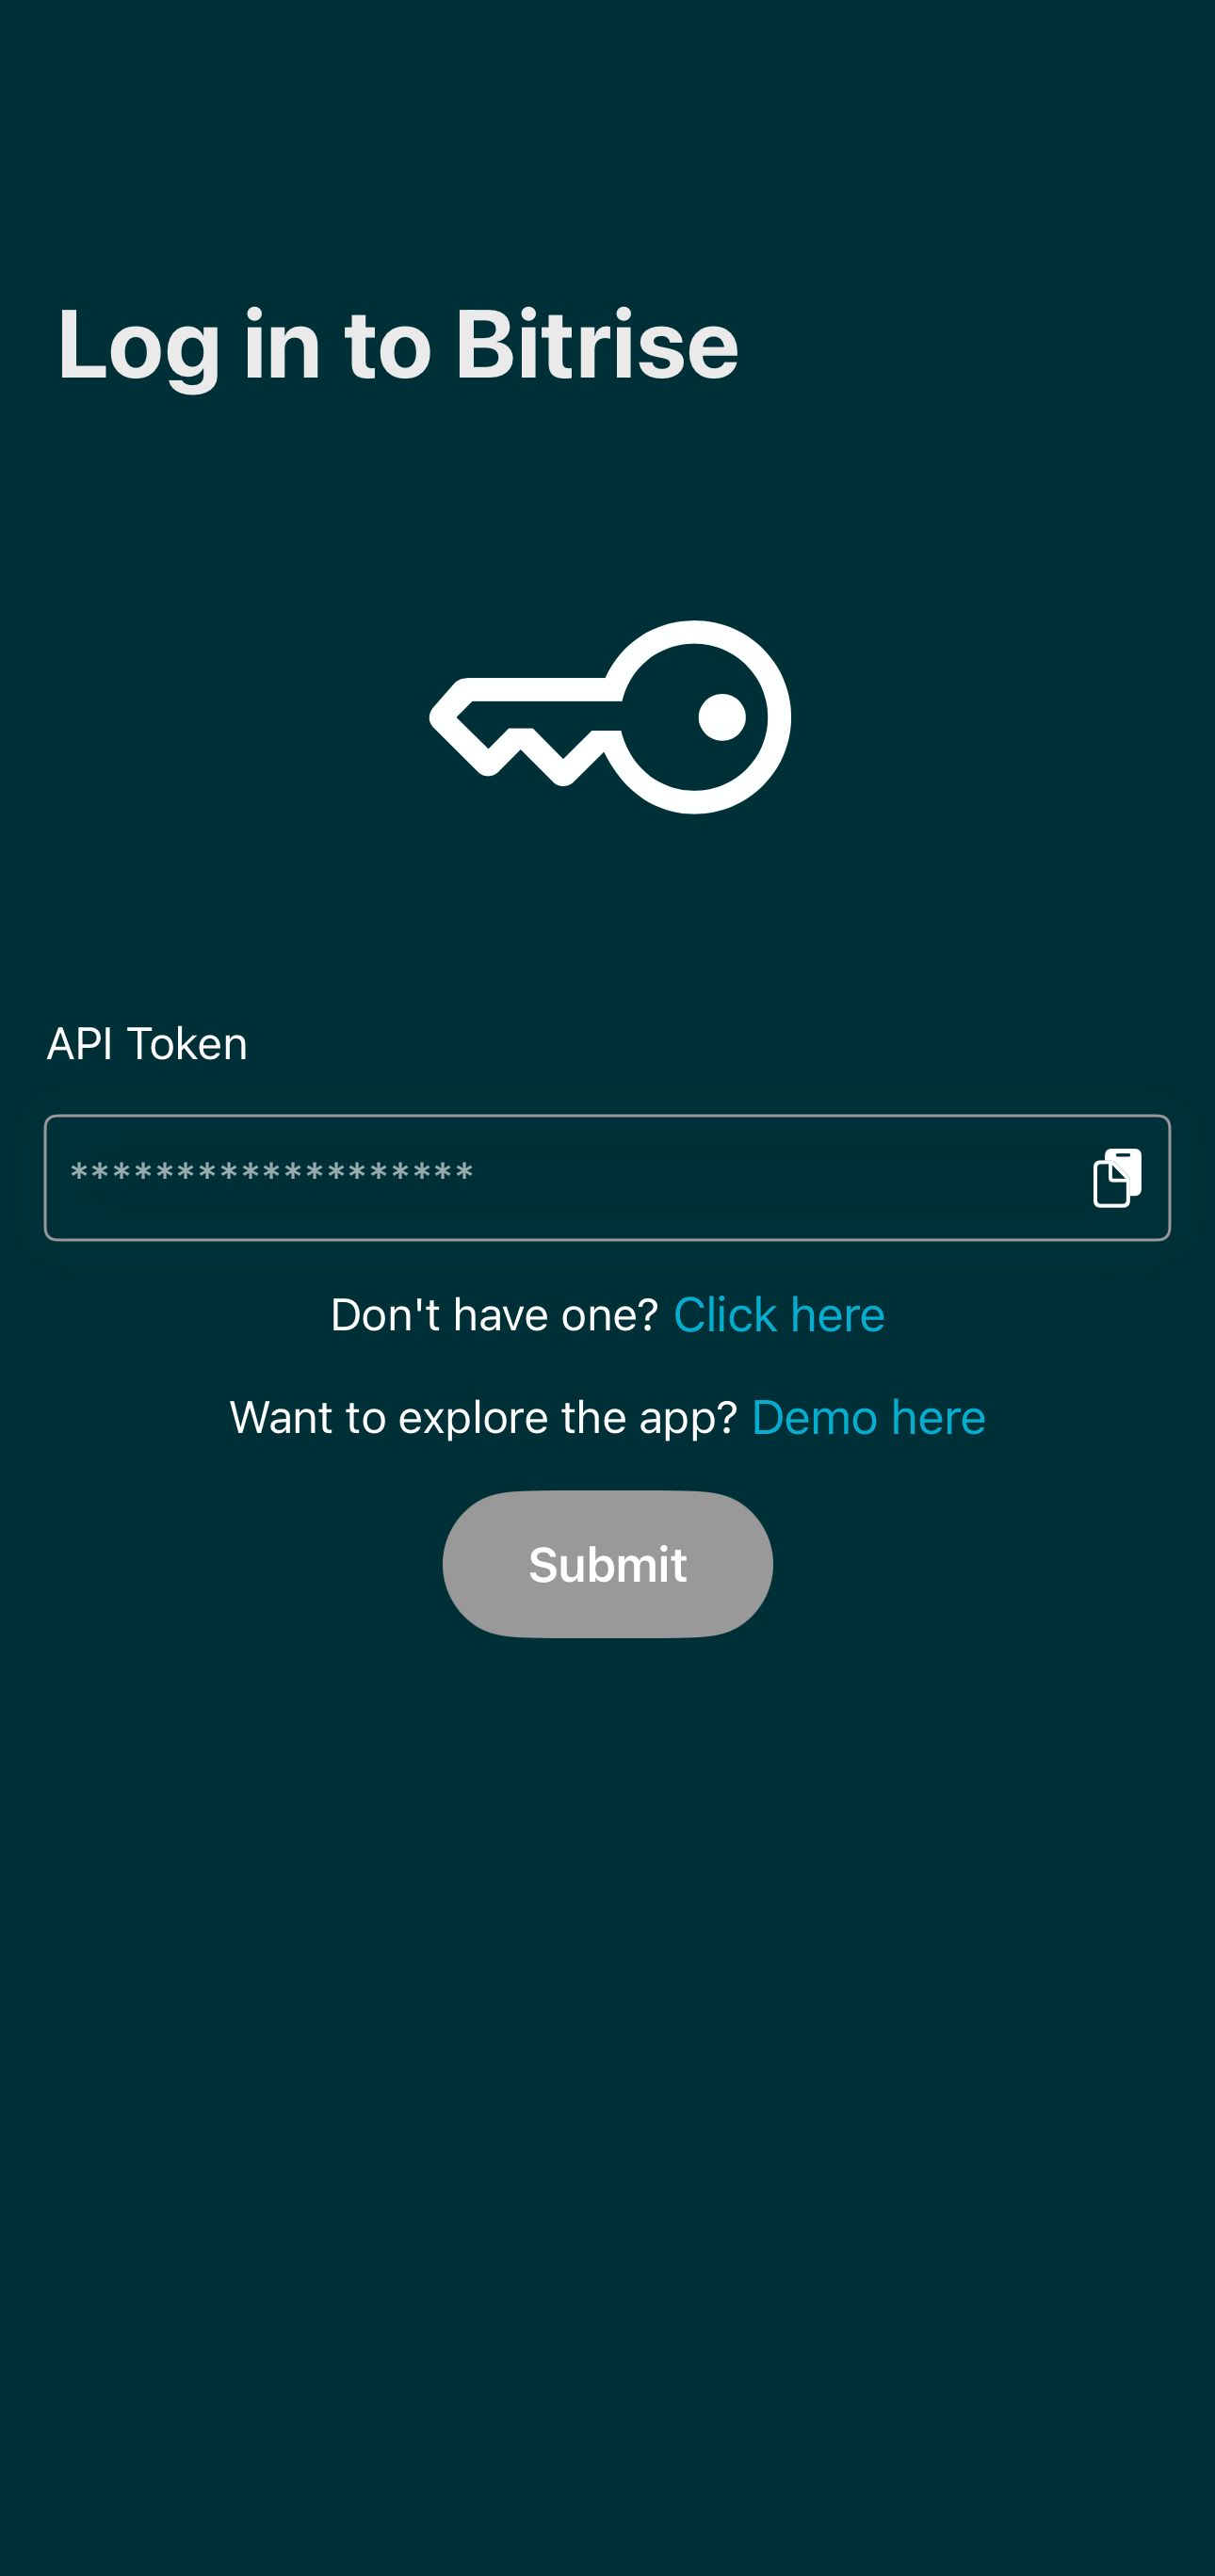 Log in to Bitrise
API Token
*******************
Don't have one? Click here
Want to explore the app? Demo here
Submit